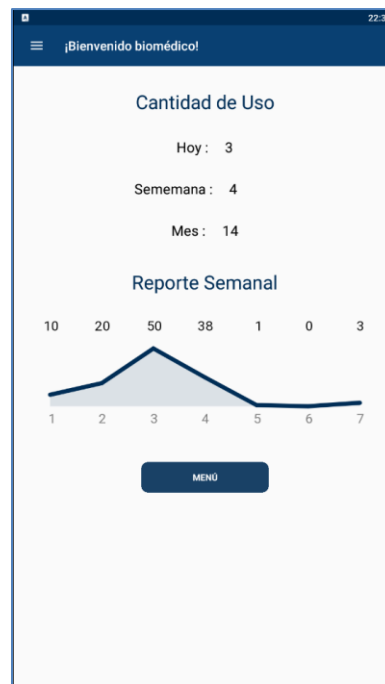 22:3
¡Bienvenido biomédico!
Cantidad de Uso
Hoy : 3
Sememana : 4
Mes : 14
Reporte Semanal
10 20 50 38 1 0 3
1 2 3 4 5 6 7
MENÚ